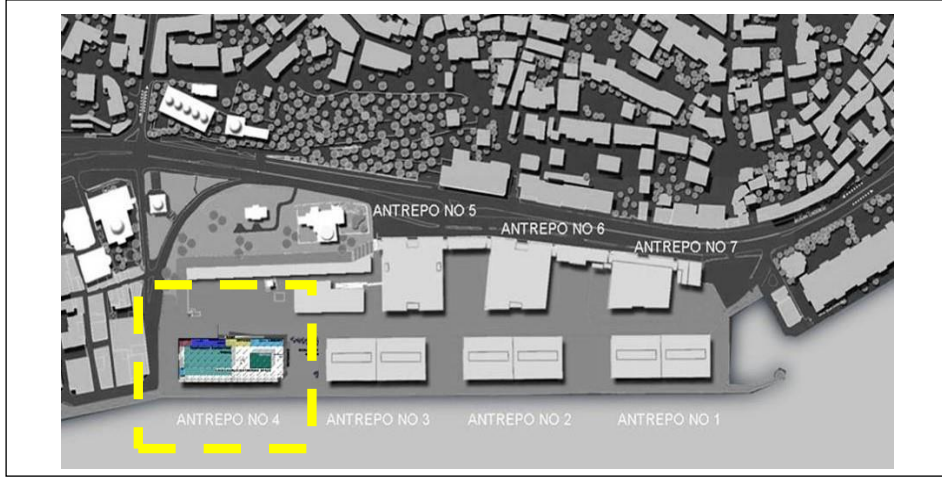 ANTREPO NO 5
ANTREPO NO 6
ANTREPO NO 7
ANTREPO NO 4
ANTREPO NO 3
ANTREPO NO 2
ANTREPO NO 1